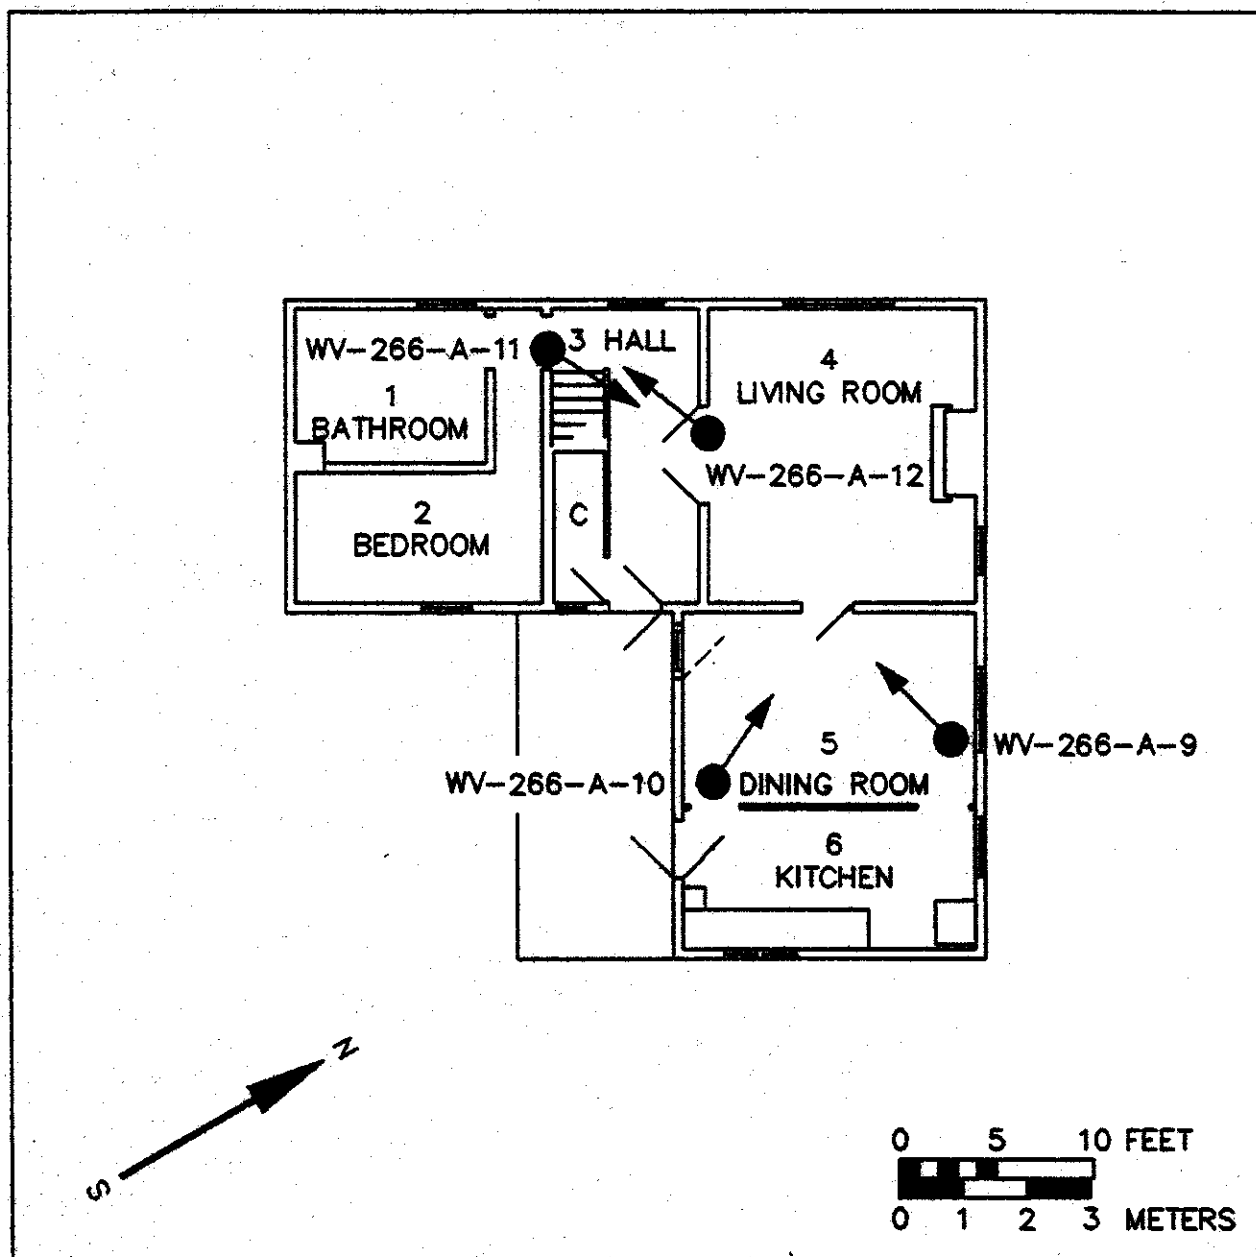 WV-266-A-11
3 HALL
4
LIVING ROOM
1
BATHROOM
WV-266-A-12
2
BEDROOM
C
5
DINING ROOM
WV-266-A-9
WV-266-A-10
6
KITCHEN
N
S
0 5 10 FEET
0 1 2 3 METERS